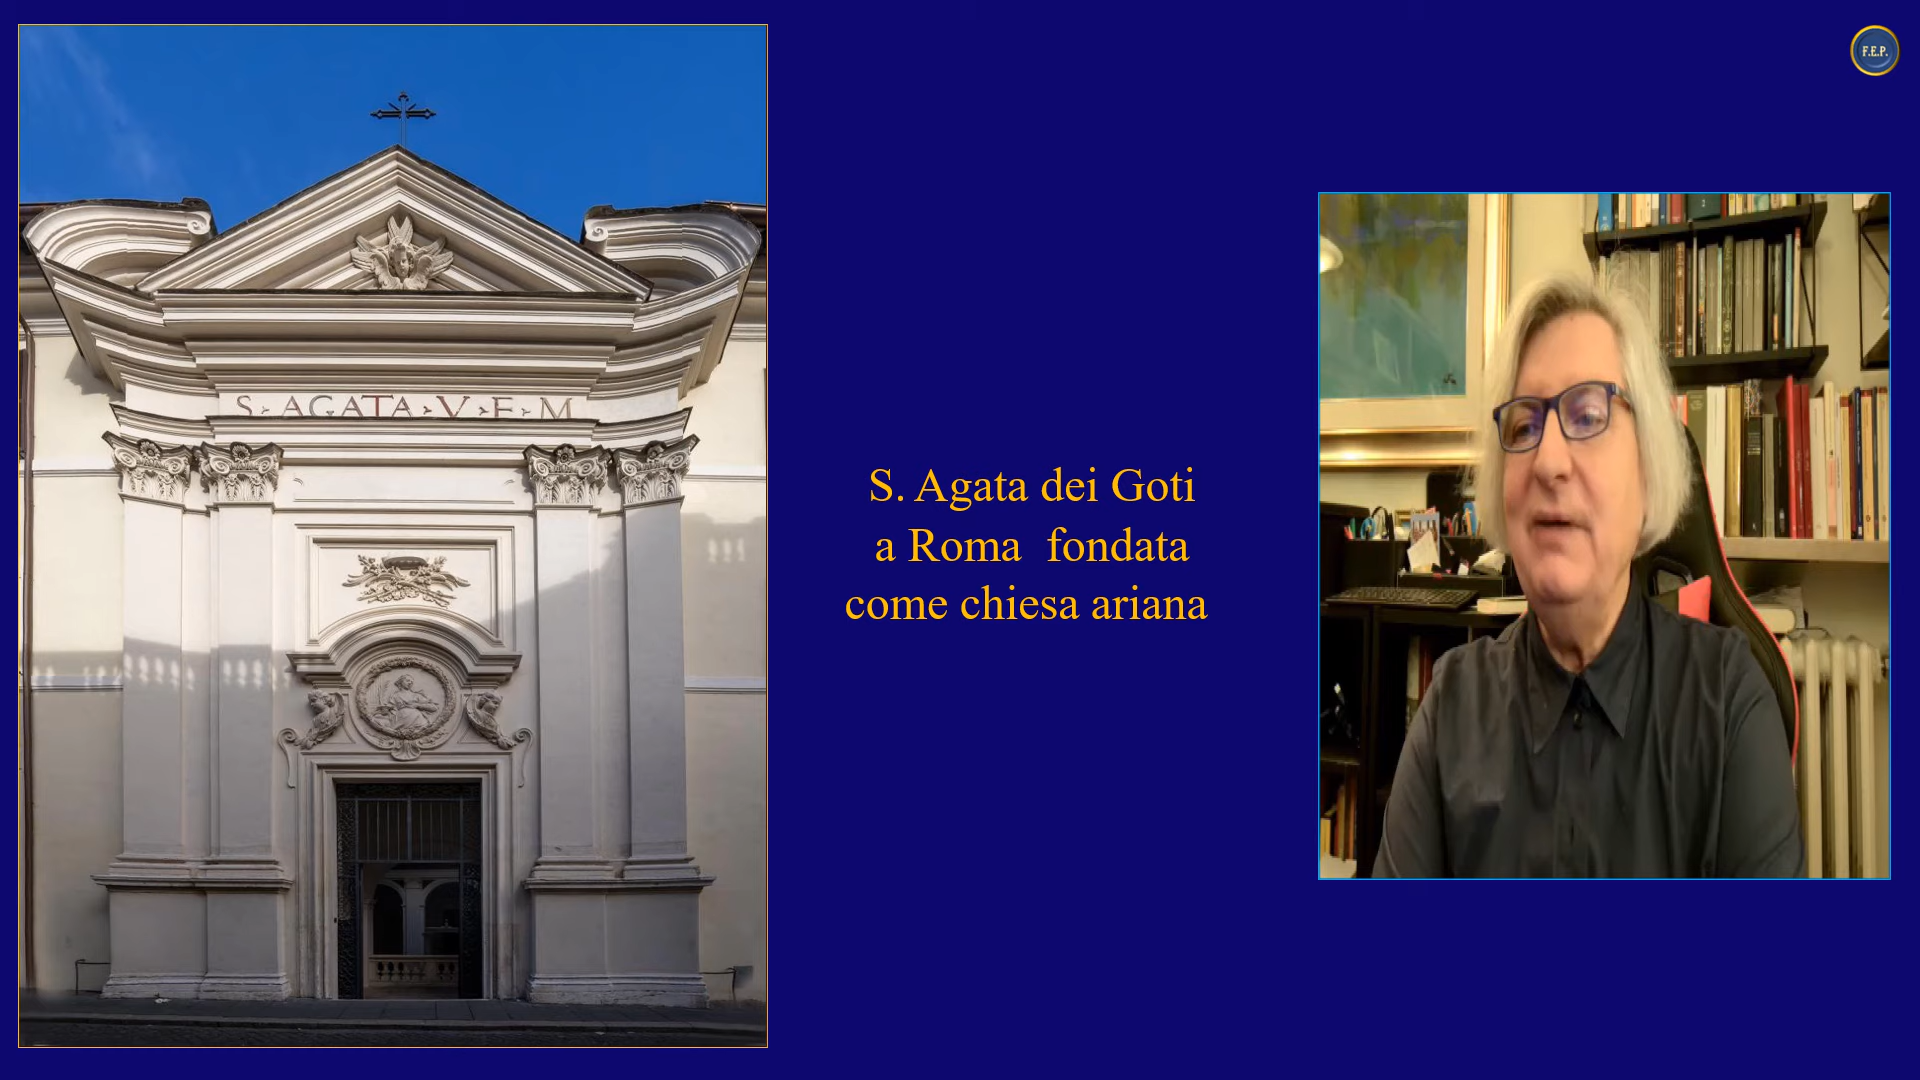 S · AGATA · V · E · M
S. Agata dei Goti
a Roma fondata
come chiesa ariana
F.E.P.